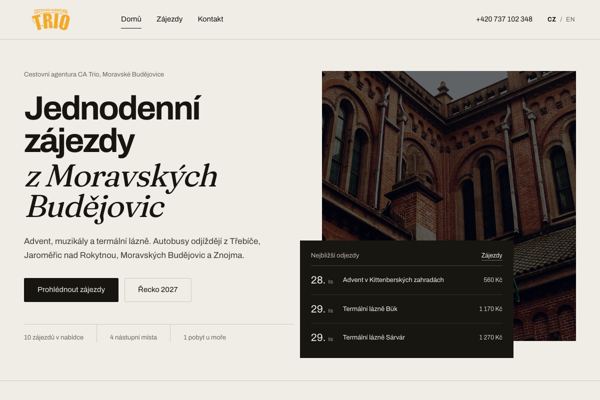 TRIO
Domů
Zájezdy
Kontakt
+420 737 102 348
CZ / EN
Cestovní agentura CA Trio, Moravské Budějovice
Jednodenní
zájezdy
z Moravských
Budějovic
Advent, muzikály a termální lázně. Autobusy odjíždějí z Třebíče,
Jaroměřic nad Rokytnou, Moravských Budějovic a Znojma.
Prohlédnout zájezdy
Řecko 2027
10 zájezdů v nabídce
4 nástupní místa
1 pobyt u moře
Nejbližší odjezdy
Zájezdy
28. Advent v Kittenberských zahradách 560 Kč
29. Termální lázně Bük 1 170 Kč
29. Termální lázně Sárvár 1 270 Kč